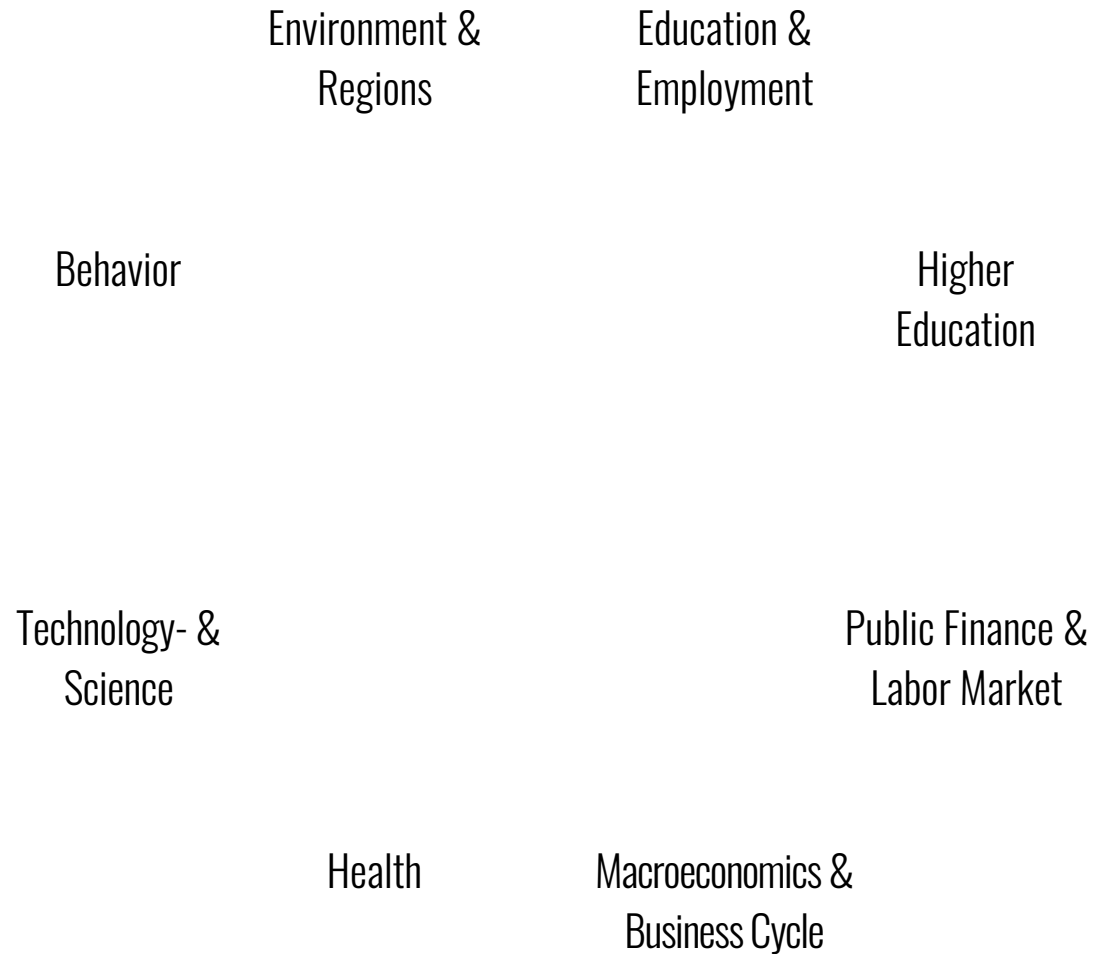 Environment &
Regions
Education &
Employment
Behavior
Higher
Education
Technology- &
Science
Public Finance &
Labor Market
Health
Macroeconomics &
Business Cycle